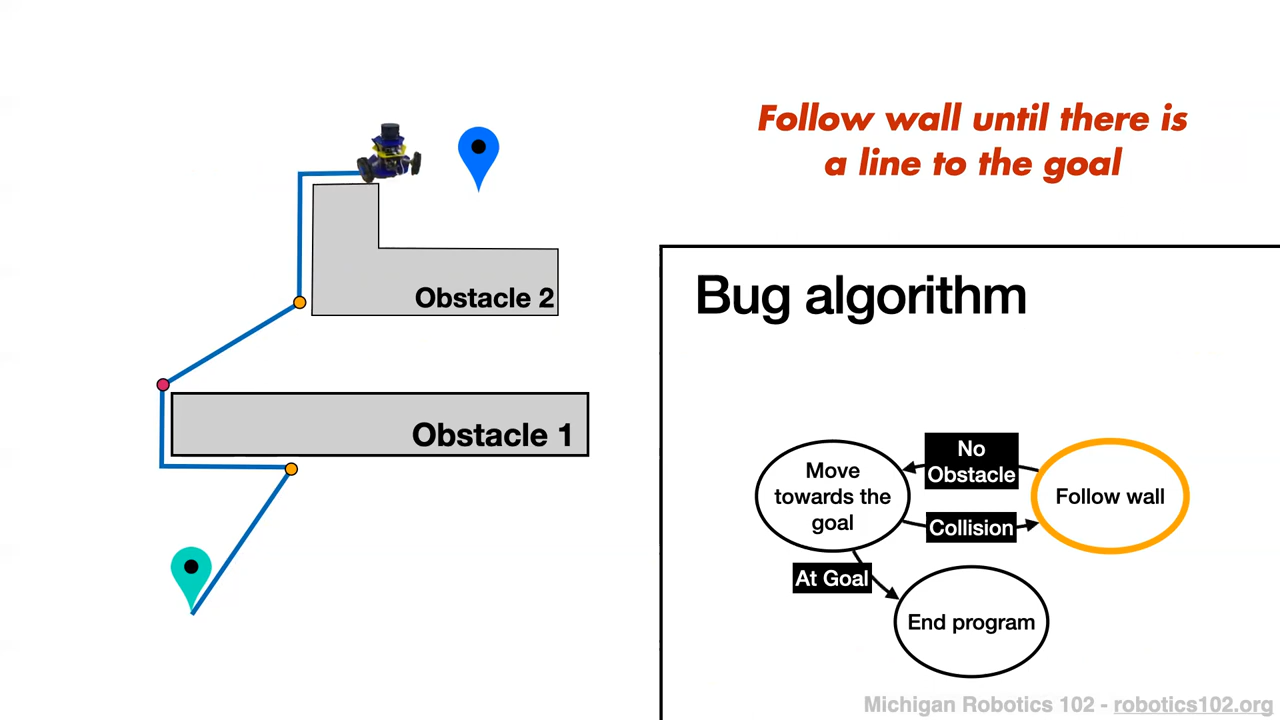 Follow wall until there is
a line to the goal
Obstacle 2
Bug algorithm
Obstacle 1
No
Obstacle
Move
towards the
goal
Follow wall
Collision
At Goal
End program
Michigan Robotics 102 - robotics102.org